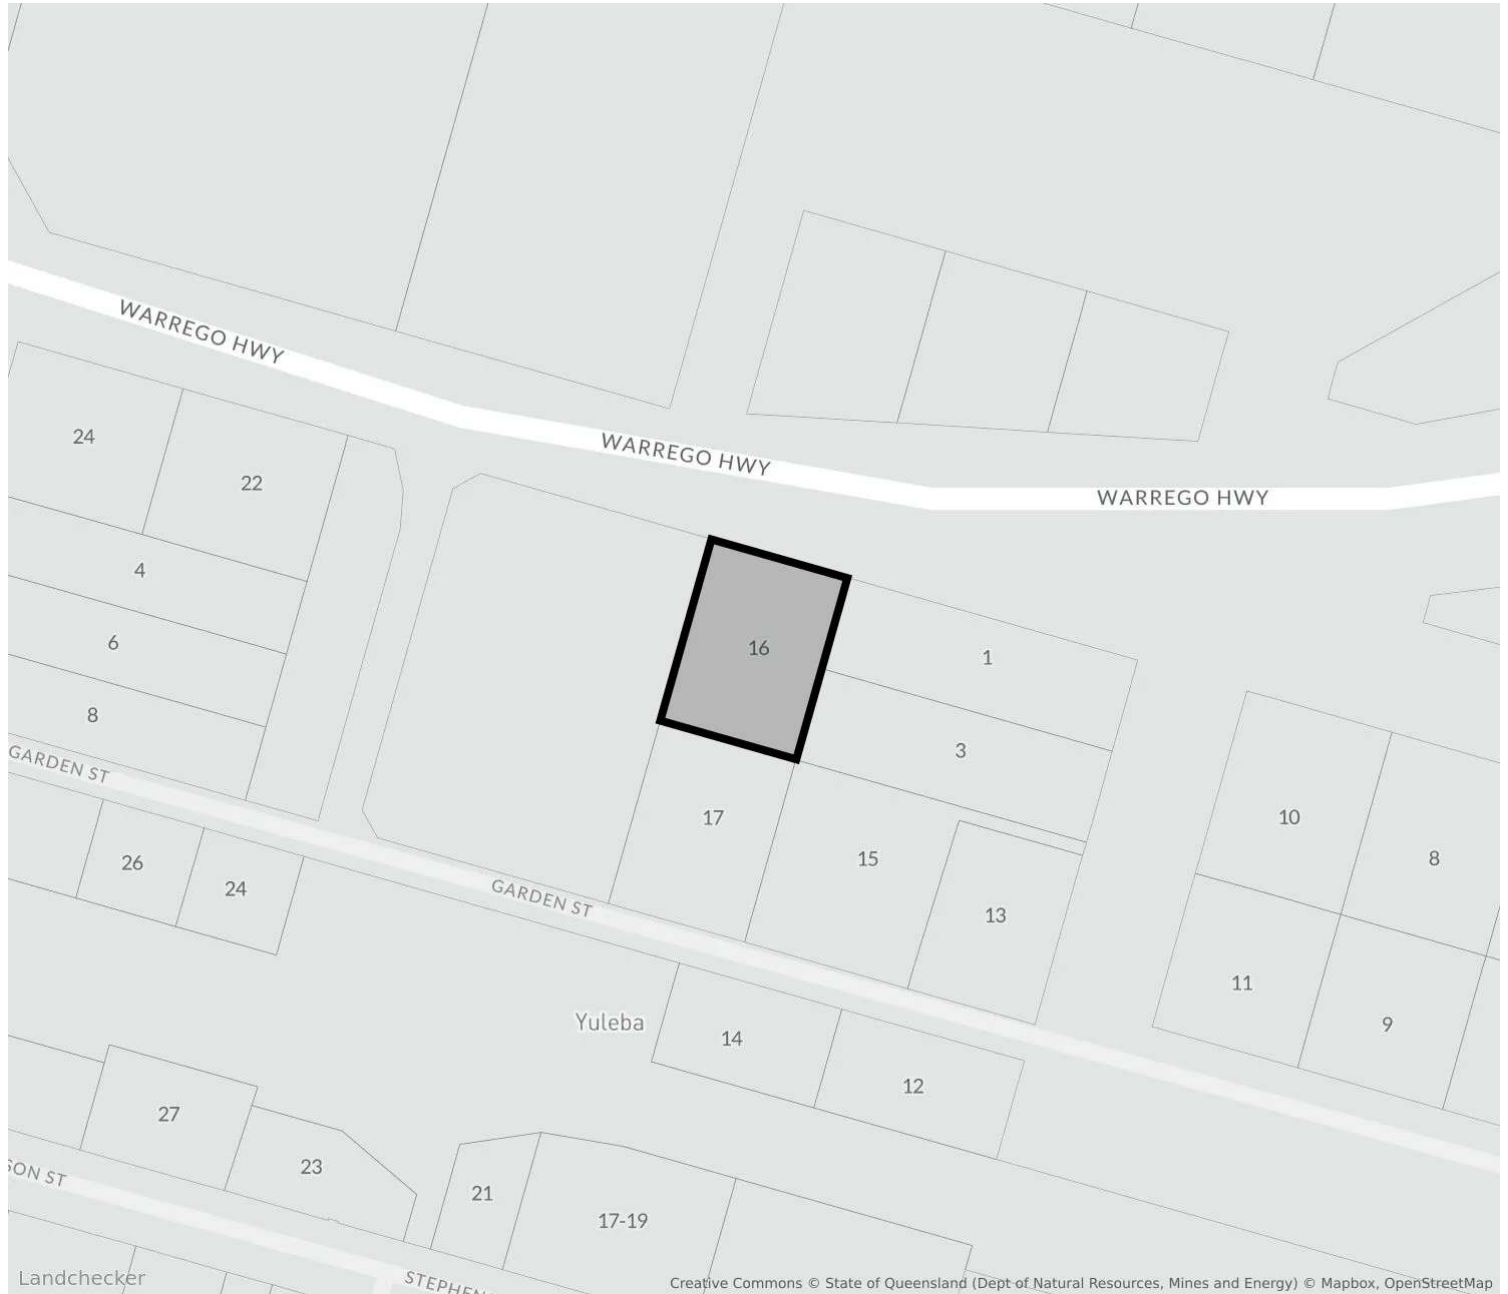 WARREGO HWY
24
WARREGO HWY
22
WARREGO HWY
4
6
16
1
8
3
GARDEN ST
17
10
15
8
26
24
GARDEN ST
13
11
Yuleba
14
9
12
27
23
SON ST
21
17-19
STEPHEN
Landchecker
Creative Commons © State of Queensland (Dept of Natural Resources, Mines and Energy) © Mapbox, OpenStreetMap